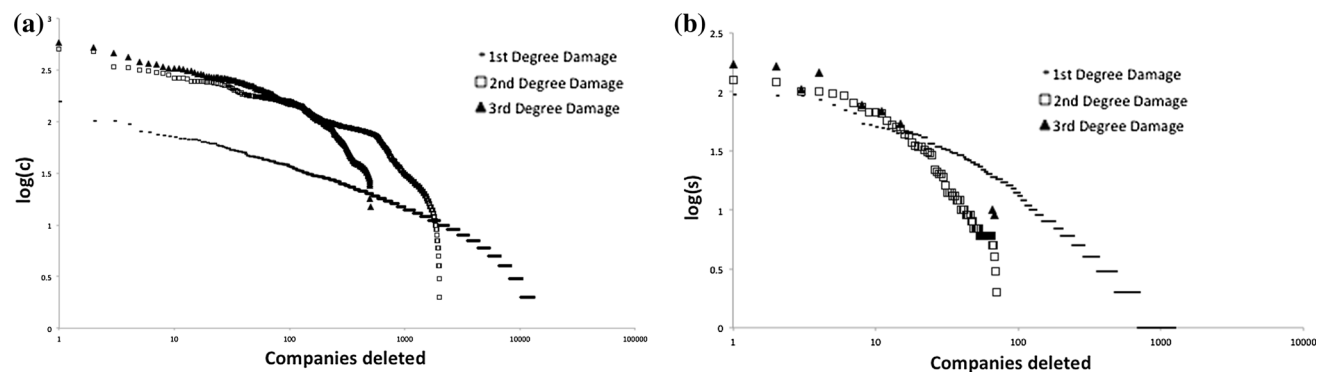 (a)
3
2.5
2
1.5
1
0.5
0
log(c)
1st Degree Damage
2nd Degree Damage
3rd Degree Damage
1 10 100 1000 10000 100000
Companies deleted
(b)
2.5
2
1.5
1
0.5
0
log(s)
1st Degree Damage
2nd Degree Damage
3rd Degree Damage
1 10 100 1000 10000
Companies deleted